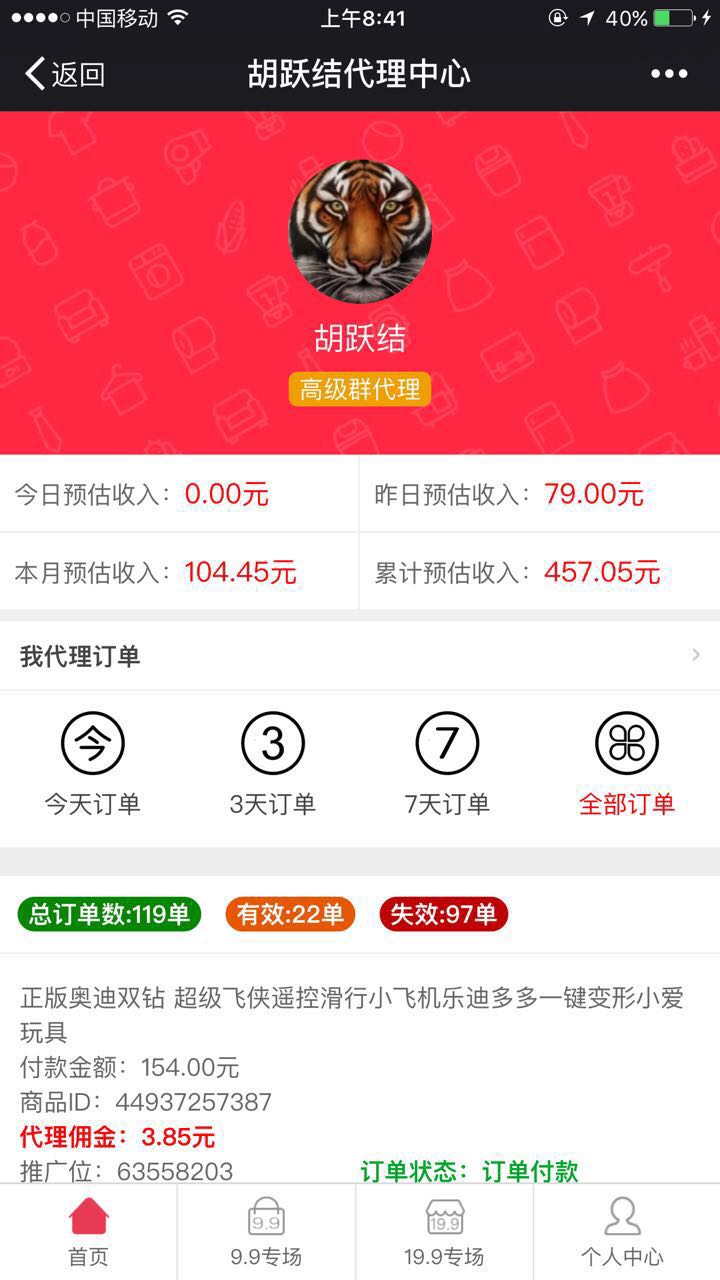 中国移动 上午8:41 40%
返回 胡跃结代理中心
胡跃结
高级群代理
今日预估收入：0.00元 昨日预估收入：79.00元
本月预估收入：104.45元 累计预估收入：457.05元
我代理订单
今 3 7
今天订单 3天订单 7天订单 全部订单
总订单数:119单 有效:22单 失效:97单
正版奥迪双钻 超级飞侠遥控滑行小飞机乐迪多多一键变形小爱
玩具
付款金额：154.00元
商品ID：44937257387
代理佣金：3.85元
推广位：63558203 订单状态：订单付款
9.9 19.9
首页 9.9专场 19.9专场 个人中心